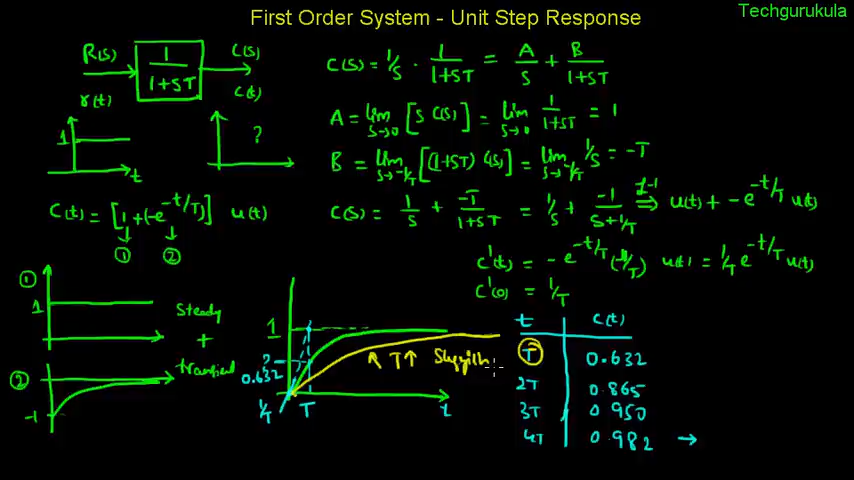 Techgurukula
First Order System - Unit Step Response
R(s) 1/(1+sT) C(s)
r(t) c(t)
C(s) = 1/s · 1/(1+sT) = A/s + B/(1+sT)
1 t ?
A = lim s→0 [s C(s)] = lim s→0 1/(1+sT) = 1
B = lim s→-1/T [(1+sT) C(s)] = lim s→-1/T 1/s = -T
C(t) = [1+(-e^-t/T)] u(t)
① ②
C(s) = 1/s + -T/(1+sT) = 1/s + -1/(s+1/T) L^-1 ⇒ u(t) + -e^-t/T u(t)
C'(t) = -e^-t/T (-1/T) u(t) = 1/T e^-t/T u(t)
C'(0) = 1/T
① 1 Steady
+
② -1 transient
1
?
0.632
1/T T t
↑ T↑ Sluggish
t C(t)
T 0.632
2T 0.865
3T 0.950
4T 0.982 →